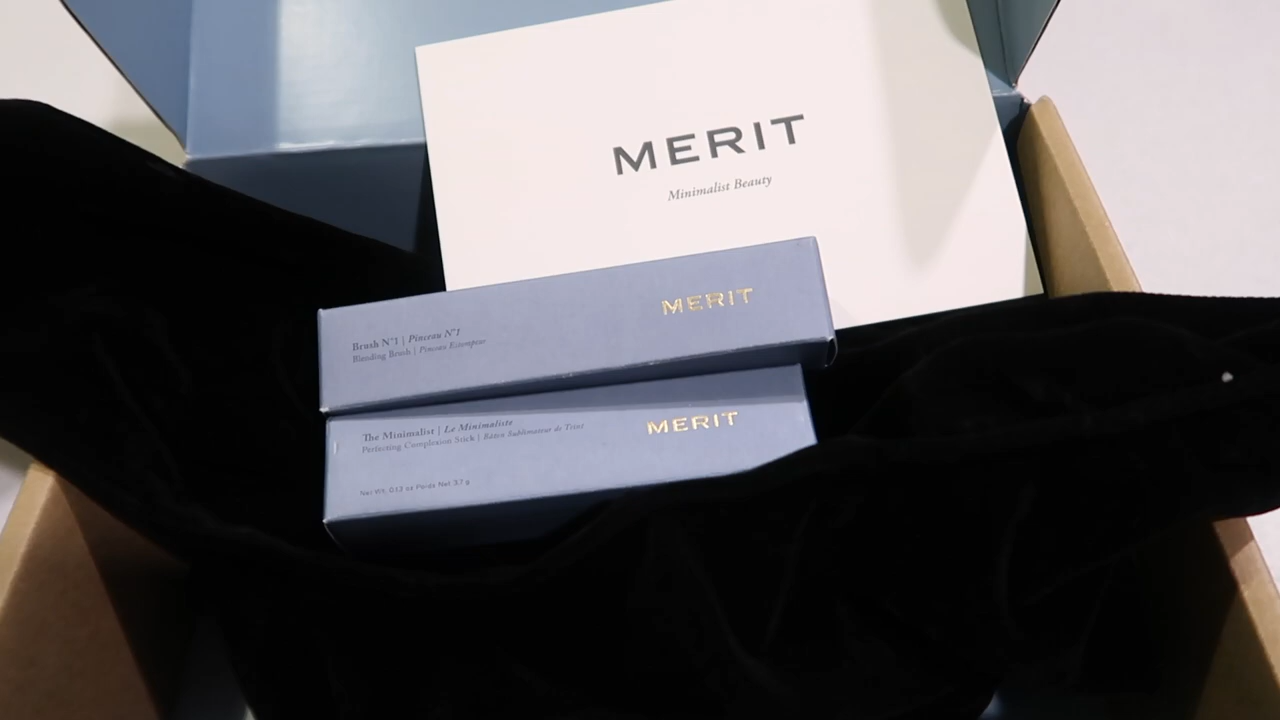 MERIT
Minimalist Beauty
MERIT
Brush N°1 | Pinceau N°1
Blending Brush | Pinceau Estompeur
MERIT
The Minimalist | Le Minimaliste
Perfecting Complexion Stick | Bâton Sublimateur de Teint
Net Wt. 0.13 oz Poids Net 3.7 g